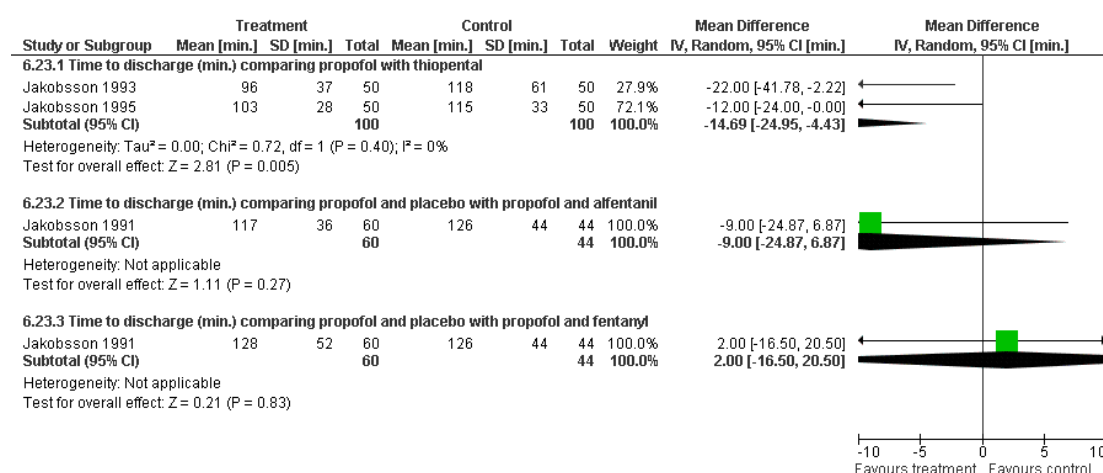 Treatment Control Mean Difference Mean Difference
Study or Subgroup Mean [min.] SD [min.] Total Mean [min.] SD [min.] Total Weight IV, Random, 95% CI [min.] IV, Random, 95% CI [min.]
6.23.1 Time to discharge (min.) comparing propofol with thiopental
Jakobsson 1993 96 37 50 118 61 50 27.9% -22.00 [-41.78, -2.22]
Jakobsson 1995 103 28 50 115 33 50 72.1% -12.00 [-24.00, -0.00]
Subtotal (95% CI) 100 100 100.0% -14.69 [-24.95, -4.43]
Heterogeneity: Tau² = 0.00; Chi² = 0.72, df = 1 (P = 0.40); I² = 0%
Test for overall effect: Z = 2.81 (P = 0.005)
6.23.2 Time to discharge (min.) comparing propofol and placebo with propofol and alfentanil
Jakobsson 1991 117 36 60 126 44 44 100.0% -9.00 [-24.87, 6.87]
Subtotal (95% CI) 60 44 100.0% -9.00 [-24.87, 6.87]
Heterogeneity: Not applicable
Test for overall effect: Z = 1.11 (P = 0.27)
6.23.3 Time to discharge (min.) comparing propofol and placebo with propofol and fentanyl
Jakobsson 1991 128 52 60 126 44 44 100.0% 2.00 [-16.50, 20.50]
Subtotal (95% CI) 60 44 100.0% 2.00 [-16.50, 20.50]
Heterogeneity: Not applicable
Test for overall effect: Z = 0.21 (P = 0.83)
-10 -5 0 5 10
Favours treatment Favours control